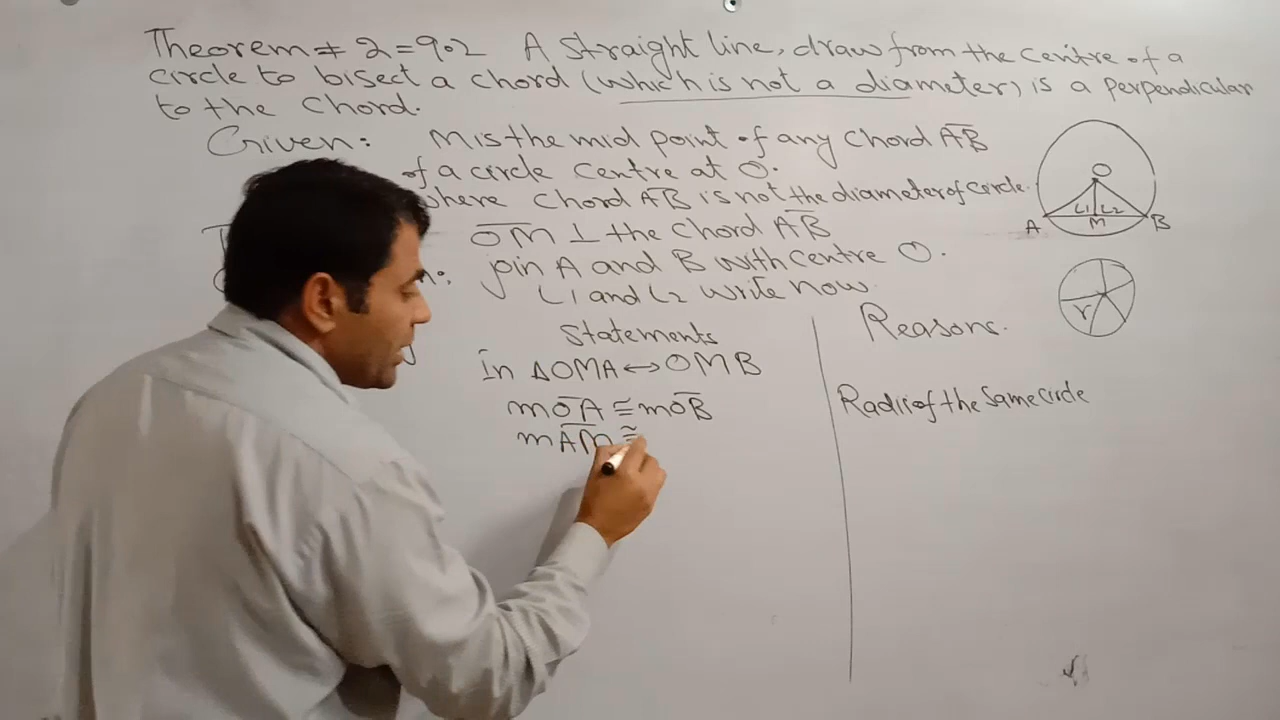 Theorem # 2 = 9.2 A straight line, draw from the centre of a
circle to bisect a chord (which is not a diameter) is a perpendicular
to the chord.
Given: M is the mid point of any chord AB
of a circle centre at O.
where chord AB is not the diameter of circle.
OM ⊥ the chord AB
join A and B with centre O.
∠1 and ∠2 write now
Statements
Reasons.
In ΔOMA ↔ OMB
mOA ≅ mOB
Radii of the Same circle
mAM ≅
O
∠1 ∠2
A M B
r